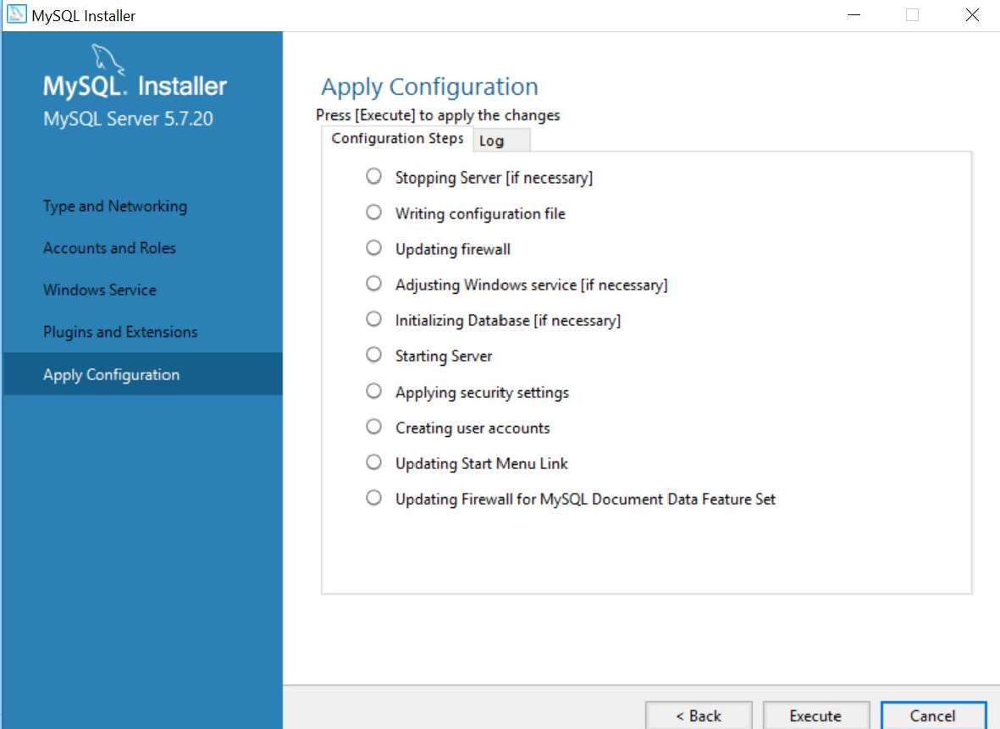 MySQL Installer
MySQL. Installer
MySQL Server 5.7.20
Type and Networking
Accounts and Roles
Windows Service
Plugins and Extensions
Apply Configuration
Apply Configuration
Press [Execute] to apply the changes
Configuration Steps
Log
Stopping Server [if necessary]
Writing configuration file
Updating firewall
Adjusting Windows service [if necessary]
Initializing Database [if necessary]
Starting Server
Applying security settings
Creating user accounts
Updating Start Menu Link
Updating Firewall for MySQL Document Data Feature Set
< Back
Execute
Cancel